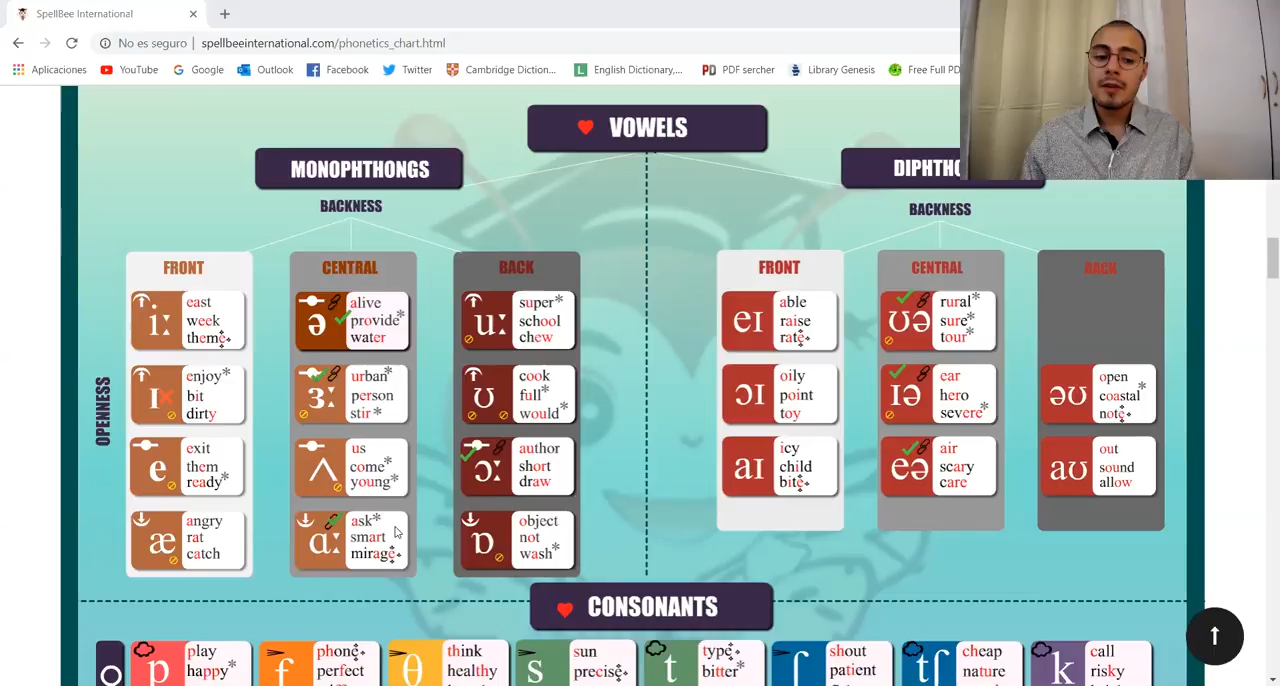 SpellBee International
No es seguro | spellbeeinternational.com/phonetics_chart.html
Aplicaciones YouTube Google Outlook Facebook Twitter Cambridge Diction... English Dictionary,... PDF sercher Library Genesis Free Full PD
VOWELS
MONOPHTHONGS
DIPHTHO
BACKNESS
BACKNESS
OPENNESS
FRONT
iː
east
week
theme
ɪ
enjoy*
bit
dirty
e
exit
them
ready*
æ
angry
rat
catch
CENTRAL
ə
alive
provide*
water
ɜː
urban*
person
stir*
ʌ
us
come*
young*
ɑː
ask*
smart
mirage
BACK
uː
super*
school
chew
ʊ
cook
full*
would*
ɔː
author
short
draw
ɒ
object
not
wash*
FRONT
eɪ
able
raise
rate
ɔɪ
oily
point
toy
aɪ
icy
child
bite
CENTRAL
ʊə
rural*
sure*
tour*
ɪə
ear
hero
severe*
eə
air
scary
care
BACK
əʊ
open
coastal*
note
aʊ
out
sound
allow
CONSONANTS
p
play
happy*
f
phone
perfect
θ
think
healthy
s
sun
precise
t
type
bitter*
ʃ
shout
patient
tʃ
cheap
nature
k
call
risky